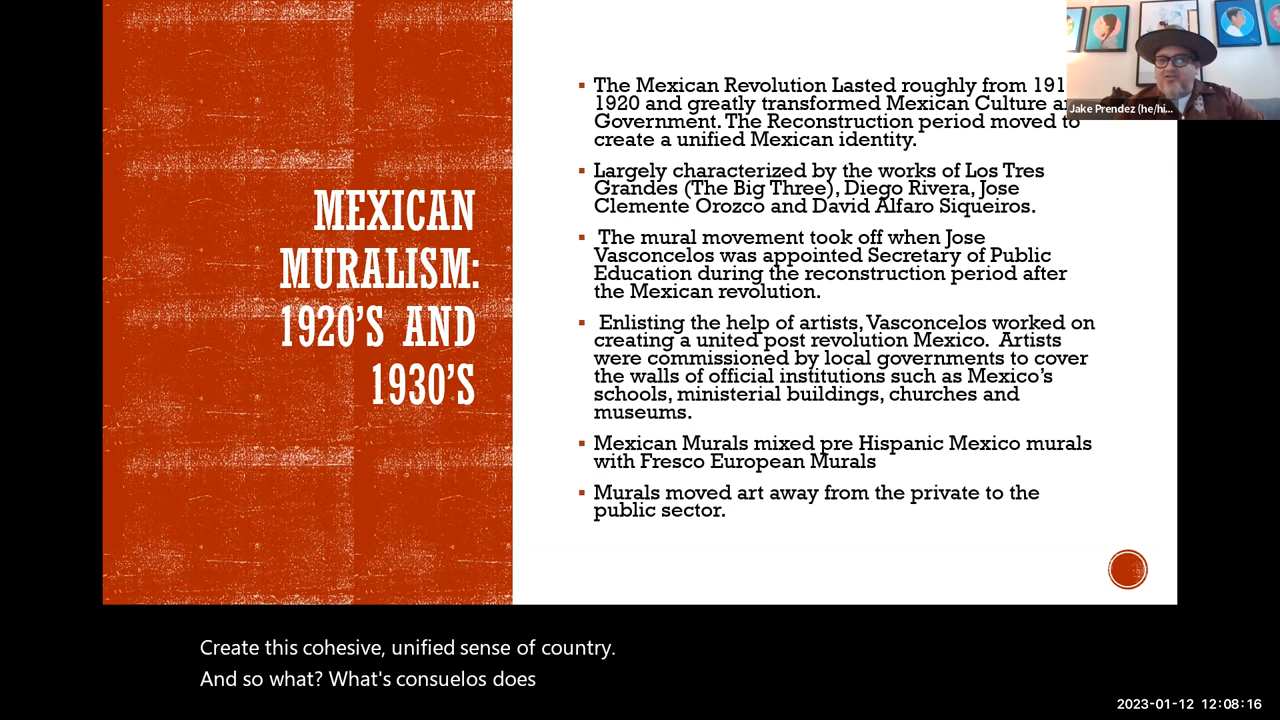 MEXICAN
MURALISM:
1920'S AND
1930'S
▪ The Mexican Revolution Lasted roughly from 191
1920 and greatly transformed Mexican Culture
Government. The Reconstruction period moved to
create a unified Mexican identity.
▪ Largely characterized by the works of Los Tres
Grandes (The Big Three), Diego Rivera, Jose
Clemente Orozco and David Alfaro Siqueiros.
▪ The mural movement took off when Jose
Vasconcelos was appointed Secretary of Public
Education during the reconstruction period after
the Mexican revolution.
▪ Enlisting the help of artists, Vasconcelos worked on
creating a united post revolution Mexico. Artists
were commissioned by local governments to cover
the walls of official institutions such as Mexico's
schools, ministerial buildings, churches and
museums.
▪ Mexican Murals mixed pre Hispanic Mexico murals
with Fresco European Murals
▪ Murals moved art away from the private to the
public sector.
Jake Prendez (he/hi...
Create this cohesive, unified sense of country.
And so what? What's consuelos does
2023-01-12 12:08:16